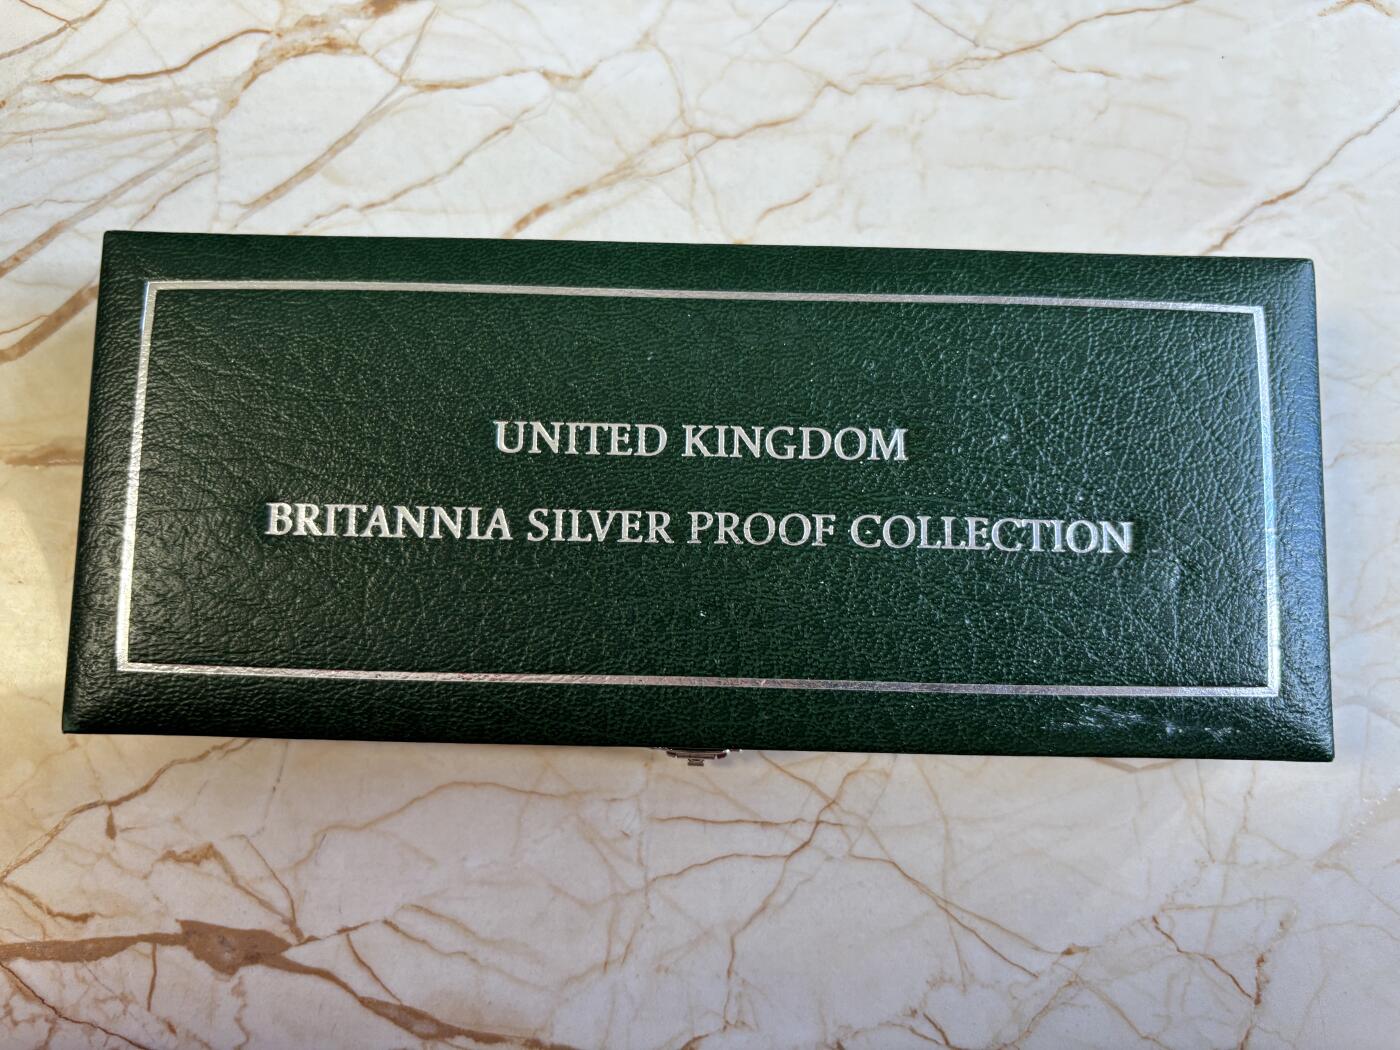 UNITED KINGDOM
BRITANNIA SILVER PROOF COLLECTION